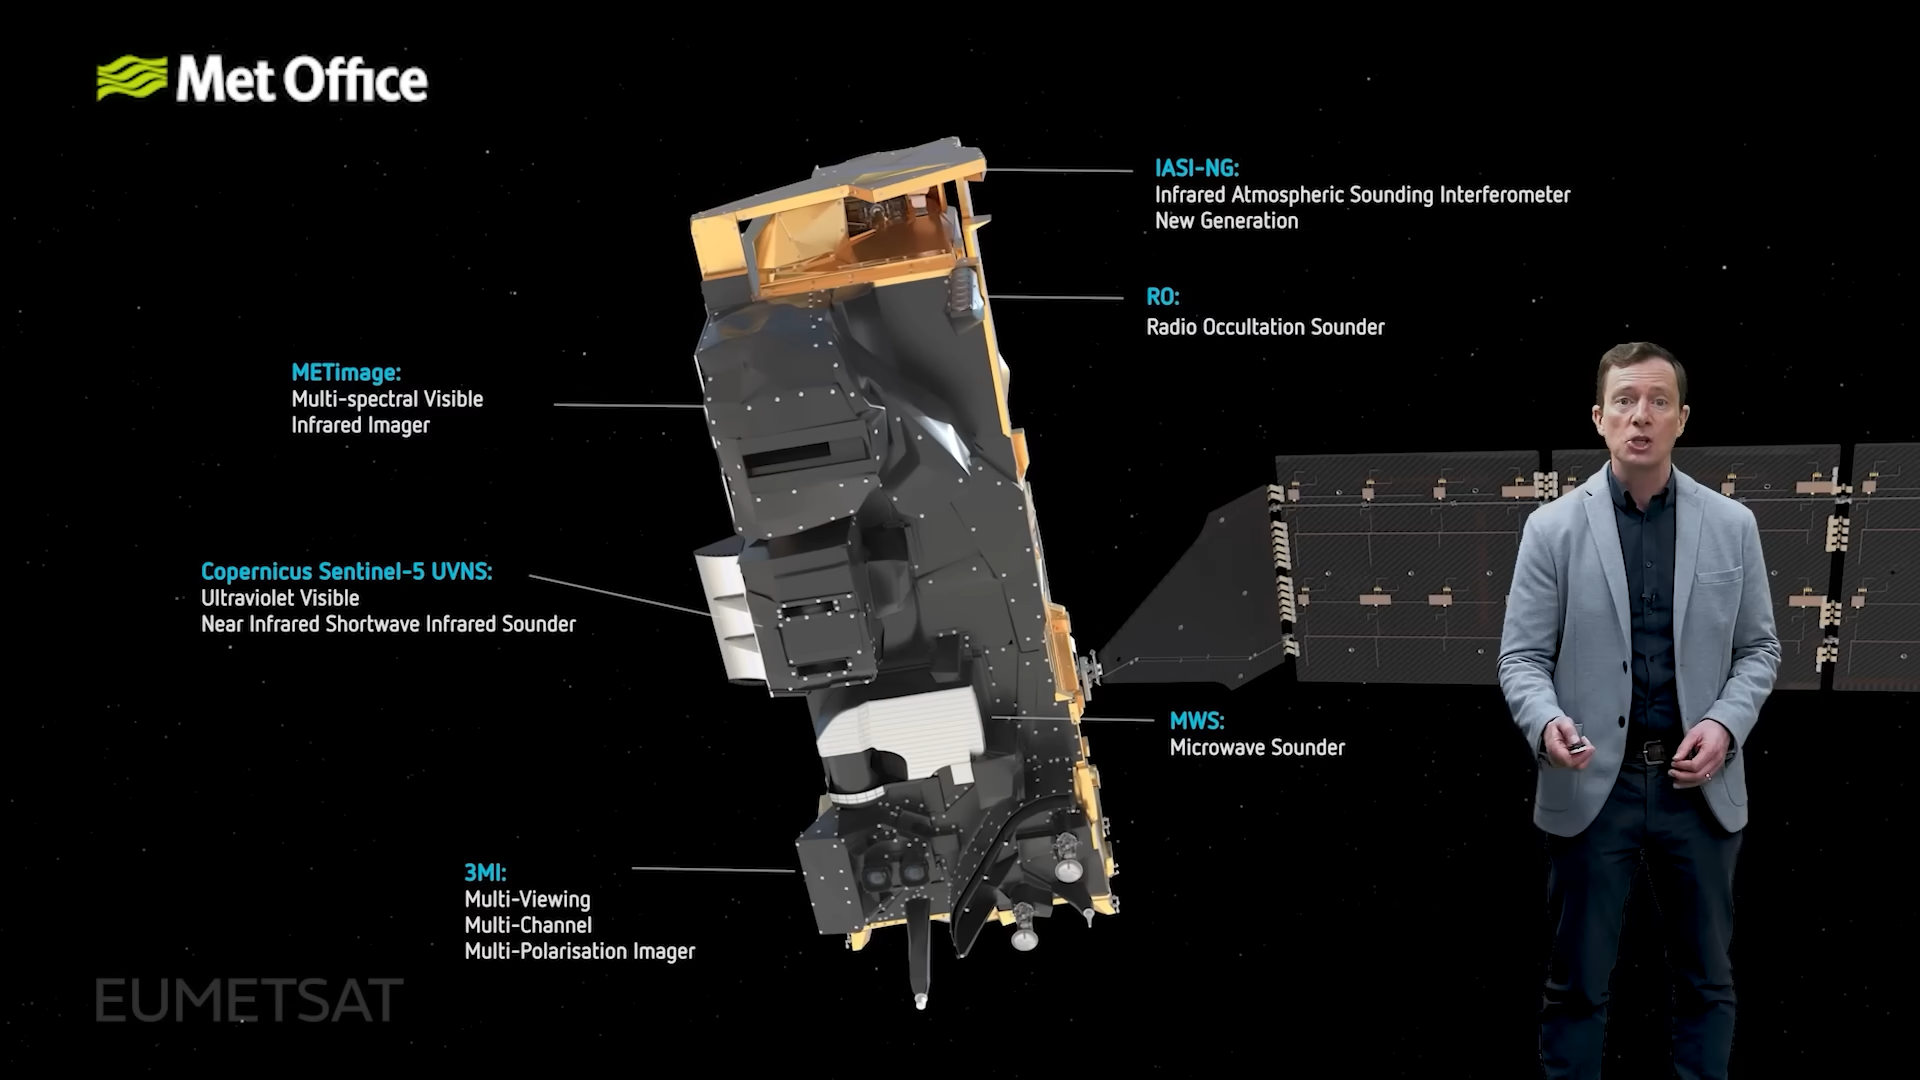 Met Office
IASI-NG:
Infrared Atmospheric Sounding Interferometer
New Generation
RO:
Radio Occultation Sounder
METimage:
Multi-spectral Visible
Infrared Imager
Copernicus Sentinel-5 UVNS:
Ultraviolet Visible
Near Infrared Shortwave Infrared Sounder
MWS:
Microwave Sounder
3MI:
Multi-Viewing
Multi-Channel
Multi-Polarisation Imager
EUMETSAT